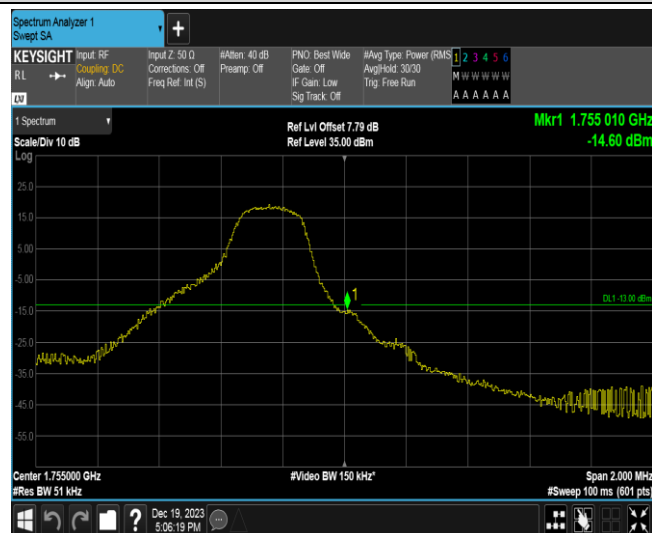 Spectrum Analyzer 1
Swept SA
+
KEYSIGHT
RL
Input: RF
Coupling: DC
Align: Auto
Input Z: 50 Ω
Corrections: Off
Freq Ref: Int (S)
#Atten: 40 dB
Preamp: Off
PNO: Best Wide
Gate: Off
IF Gain: Low
Sig Track: Off
#Avg Type: Power (RMS
Avg|Hold: 30/30
Trig: Free Run
1 2 3 4 5 6
M W W W W W
A A A A A A
LXI
1 Spectrum
Scale/Div 10 dB
Ref Lvl Offset 7.79 dB
Ref Level 35.00 dBm
Mkr1 1.755 010 GHz
-14.60 dBm
Log
25.0
15.0
5.00
-5.00
1
DL1 -13.00 dBm
-15.0
-25.0
-35.0
-45.0
-55.0
Center 1.755000 GHz
#Video BW 150 kHz*
Span 2.000 MHz
#Res BW 51 kHz
#Sweep 100 ms (601 pts)
?
Dec 19, 2023
5:06:19 PM